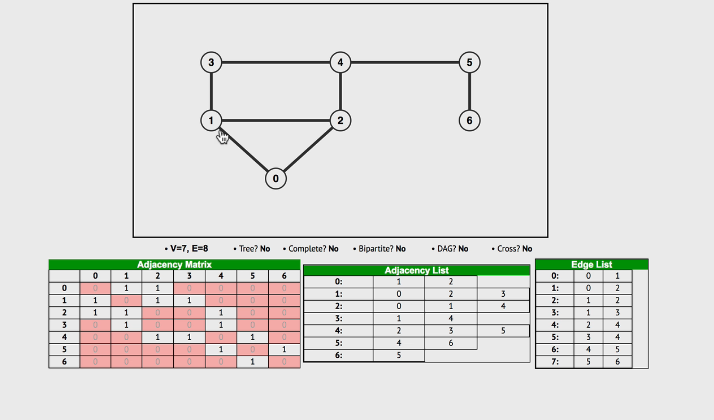 3 4 5
1 2 6
0
• V=7, E=8 • Tree? No • Complete? No • Bipartite? No • DAG? No • Cross? No
Adjacency Matrix
0 1 2 3 4 5 6
0 0 1 1 0 0 0 0
1 1 0 1 1 0 0 0
2 1 1 0 0 1 0 0
3 0 1 0 0 1 0 0
4 0 0 1 1 0 1 0
5 0 0 0 0 1 0 1
6 0 0 0 0 0 1 0
Adjacency List
0: 1 2
1: 0 2 3
2: 0 1 4
3: 1 4
4: 2 3 5
5: 4 6
6: 5
Edge List
0: 0 1
1: 0 2
2: 1 2
3: 1 3
4: 2 4
5: 3 4
6: 4 5
7: 5 6